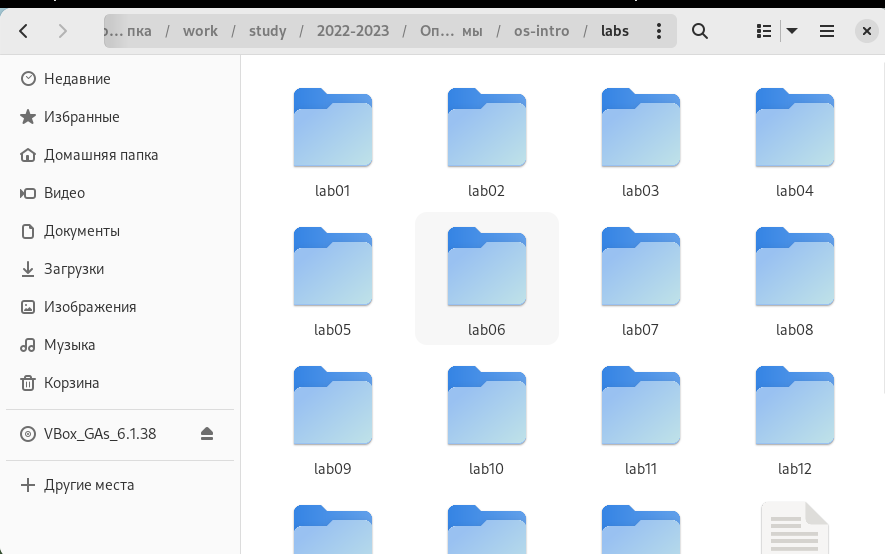 о… пка / work / study / 2022-2023 / Оп… мы / os-intro / labs
Недавние
Избранные
Домашняя папка
Видео
Документы
Загрузки
Изображения
Музыка
Корзина
VBox_GAs_6.1.38
Другие места
lab01 lab02 lab03 lab04
lab05 lab06 lab07 lab08
lab09 lab10 lab11 lab12